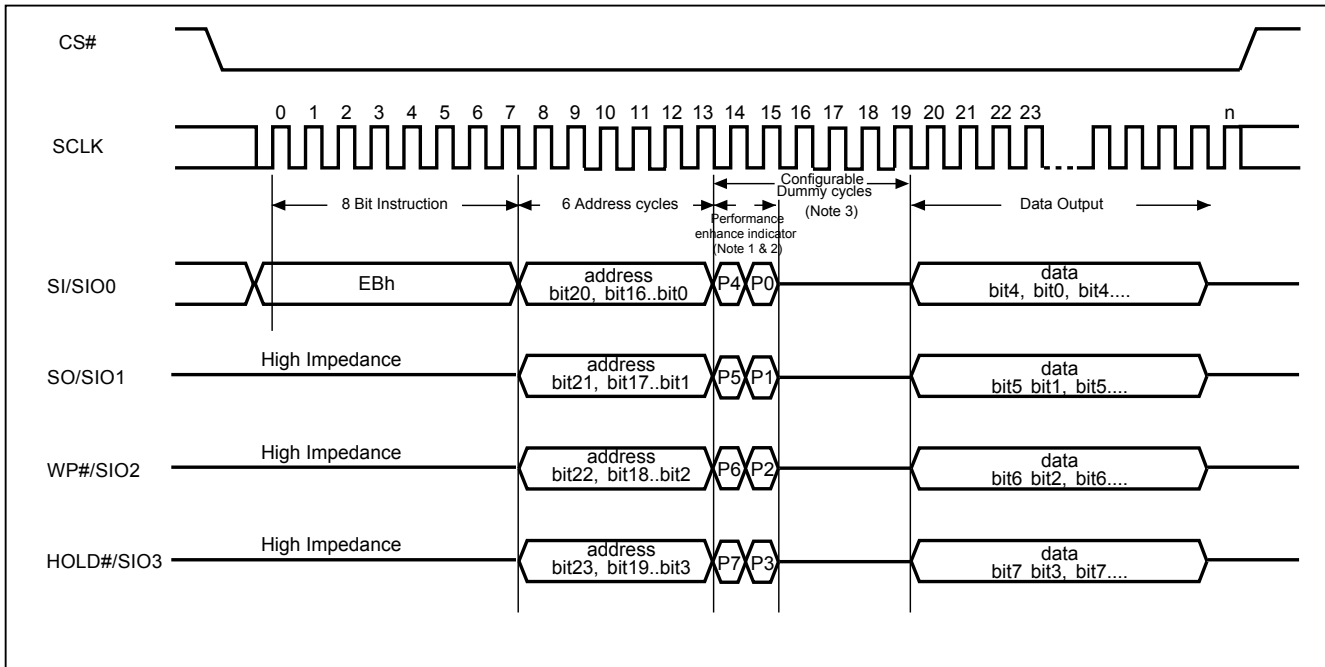 CS#
0 1 2 3 4 5 6 7 8 9 10 11 12 13 14 15 16 17 18 19 20 21 22 23 n
SCLK
Configurable
Dummy cycles
(Note 3)
8 Bit Instruction
6 Address cycles
Data Output
Performance
enhance indicator
(Note 1 & 2)
SI/SIO0
EBh
address
bit20, bit16..bit0
P4 P0
data
bit4, bit0, bit4....
SO/SIO1
High Impedance
address
bit21, bit17..bit1
P5 P1
data
bit5 bit1, bit5....
WP#/SIO2
High Impedance
address
bit22, bit18..bit2
P6 P2
data
bit6 bit2, bit6....
HOLD#/SIO3
High Impedance
address
bit23, bit19..bit3
P7 P3
data
bit7 bit3, bit7....